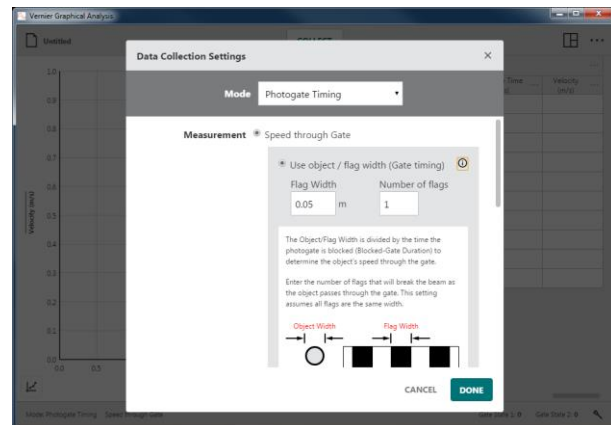 Vernier Graphical Analysis
Untitled
COLLECT
Data Collection Settings
×
Mode Photogate Timing
Measurement Speed through Gate
Use object / flag width (Gate timing)
Flag Width Number of flags
0.05 m 1
The Object/Flag Width is divided by the time the
photogate is blocked (Blocked-Gate Duration) to
determine the object's speed through the gate.
Enter the number of flags that will break the beam as
the object passes through the gate. This setting
assumes all flags are the same width.
Object Width Flag Width
CANCEL DONE
Velocity (m/s)
1.0
0.9
0.8
0.7
0.6
0.5
0.4
0.3
0.2
0.1
0.0
0.0 0.5
Velocity
(m/s)
Mode: Photogate Timing Speed through Gate
Gate State 1: 0 Gate State 2: 0